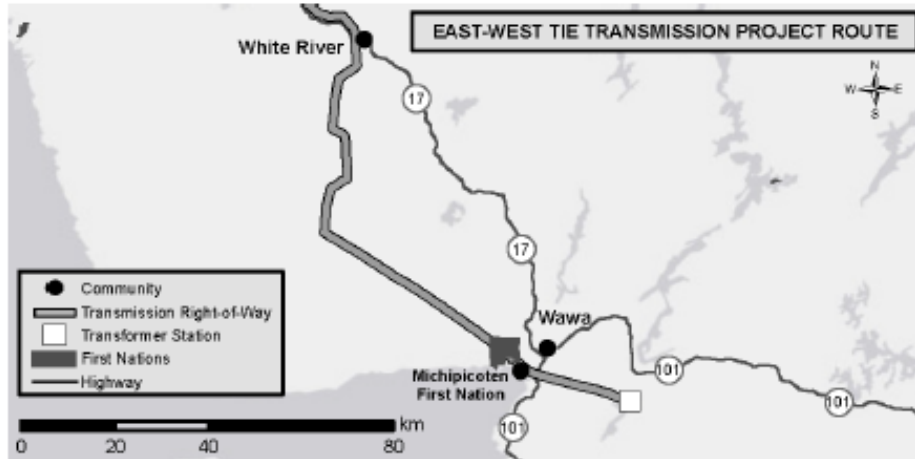 EAST-WEST TIE TRANSMISSION PROJECT ROUTE
White River
N
W E
S
17
17
Community
Transmission Right-of-Way
Transformer Station
First Nations
Highway
Wawa
Michipicoten
First Nation
101
101
101
km
0 20 40 80